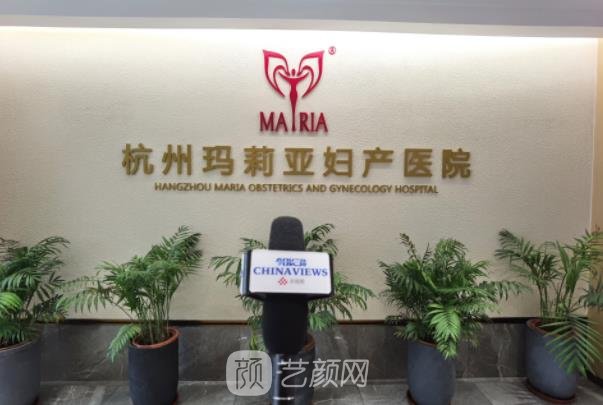 ®
MARIA
杭州玛莉亚妇产医院
HANGZHOU MARIA OBSTETRICS AND GYNECOLOGY HOSPITAL
CHINAVIEWS
颜 艺颜网